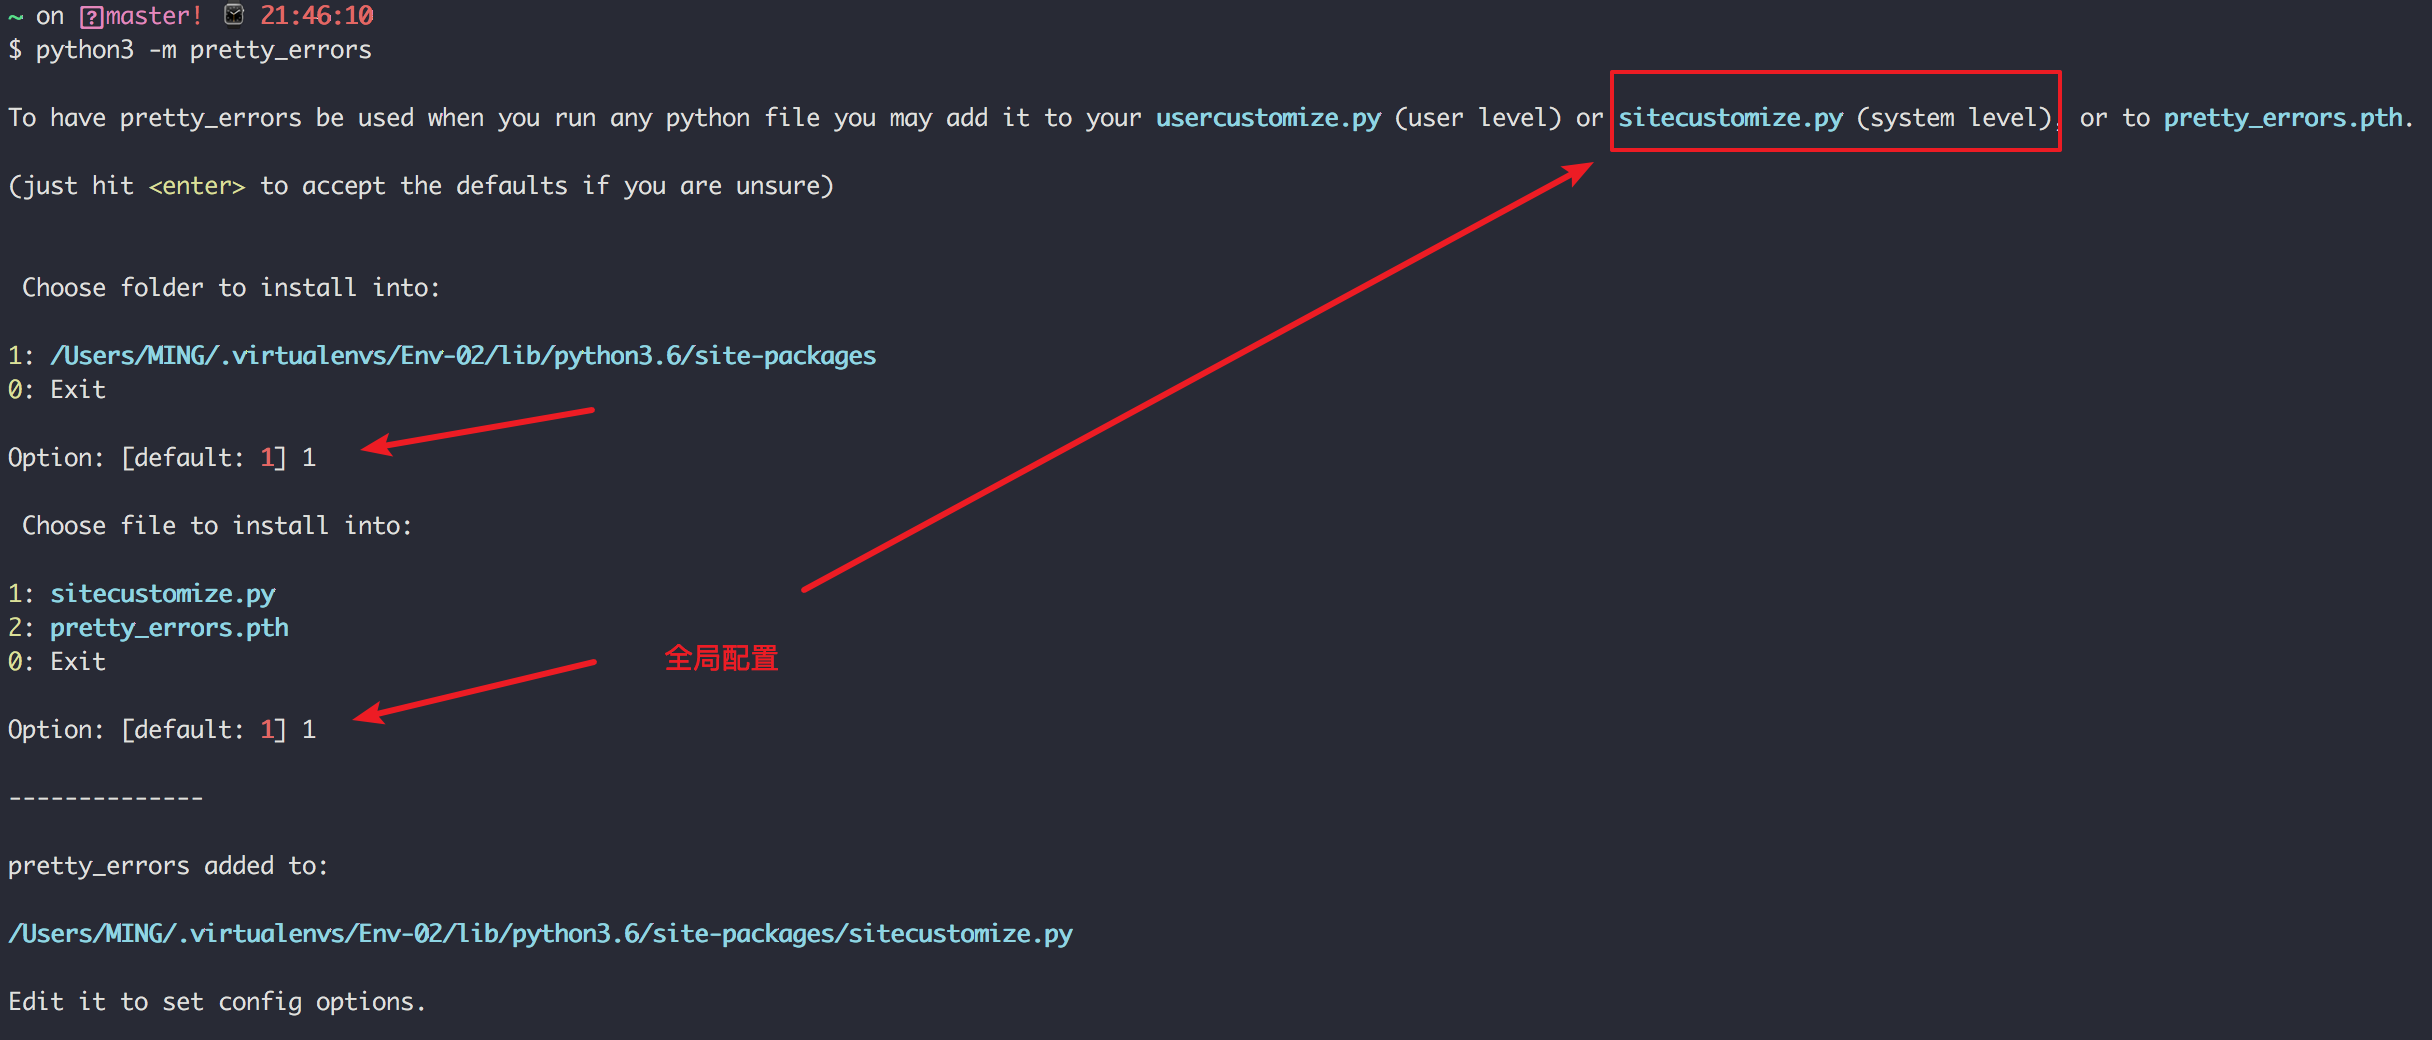 ~ on master! 21:46:10
$ python3 -m pretty_errors
To have pretty_errors be used when you run any python file you may add it to your usercustomize.py (user level) or sitecustomize.py (system level), or to pretty_errors.pth.
(just hit <enter> to accept the defaults if you are unsure)
Choose folder to install into:
1: /Users/MING/.virtualenvs/Env-02/lib/python3.6/site-packages
0: Exit
Option: [default: 1] 1
Choose file to install into:
1: sitecustomize.py
2: pretty_errors.pth
0: Exit
全局配置
Option: [default: 1] 1
--------------
pretty_errors added to:
/Users/MING/.virtualenvs/Env-02/lib/python3.6/site-packages/sitecustomize.py
Edit it to set config options.